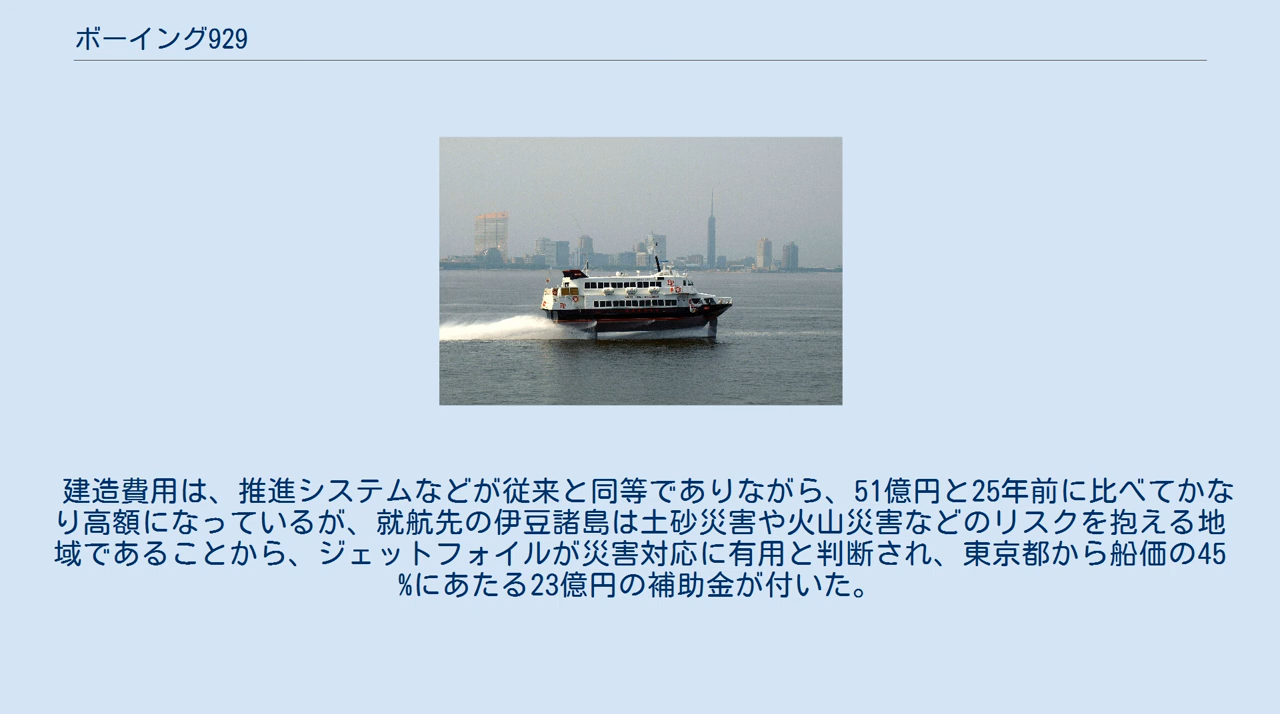 ボーイング929
建造費用は、推進システムなどが従来と同等でありながら、51億円と25年前に比べてかな
り高額になっているが、就航先の伊豆諸島は土砂災害や火山災害などのリスクを抱える地
域であることから、ジェットフォイルが災害対応に有用と判断され、東京都から船価の45
%にあたる23億円の補助金が付いた。